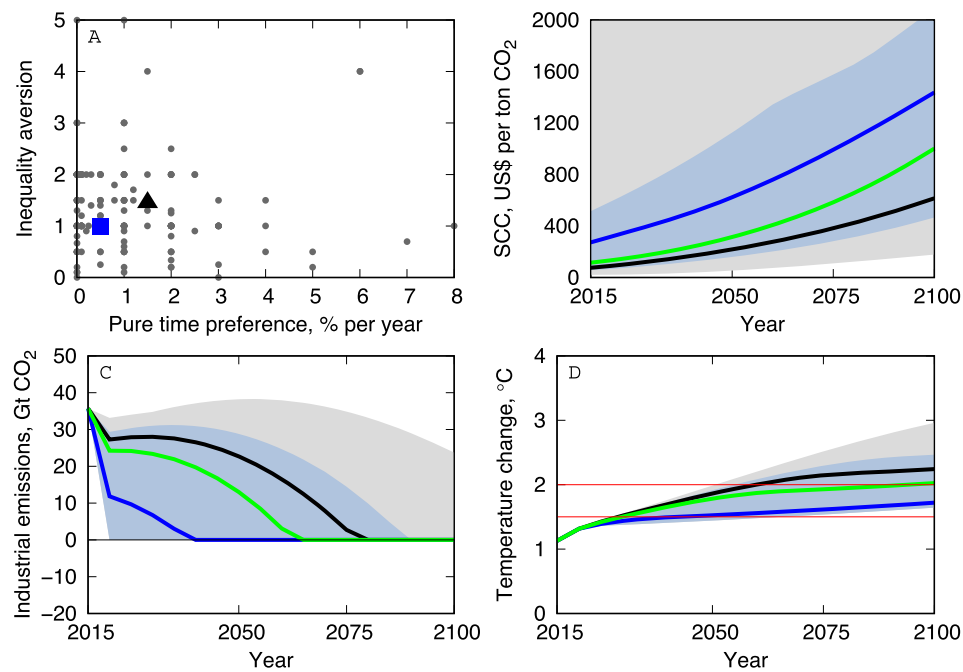 5
4
3
2
1
0
A
Inequality aversion
0 1 2 3 4 5 6 7 8
Pure time preference, % per year
2000
1600
1200
800
400
0
SCC, US$ per ton CO2
2015 2050 2075 2100
Year
50
40
30
20
10
0
−10
−20
C
Industrial emissions, Gt CO2
2015 2050 2075 2100
Year
4
3
2
1
0
D
Temperature change, °C
2015 2050 2075 2100
Year